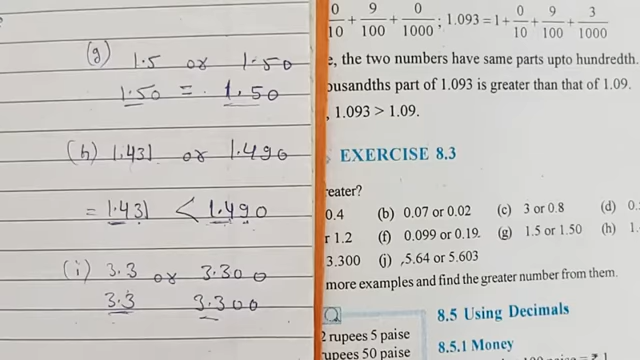 (g) 1.5 or 1.50
1.50 = 1.50
(h) 1.431 or 1.490
= 1.431 < 1.490
(i) 3.3 or 3.300
3.3 3.300
0/10 + 9/100 + 0/1000 ; 1.093 = 1 + 0/10 + 9/100 + 3/1000
e, the two numbers have same parts upto hundredth.
ousandths part of 1.093 is greater than that of 1.09.
, 1.093 > 1.09.
EXERCISE 8.3
reater?
0.4 (b) 0.07 or 0.02 (c) 3 or 0.8 (d) 0.
r 1.2 (f) 0.099 or 0.19. (g) 1.5 or 1.50 (h) 1.
3.300 (j) 5.64 or 5.603
more examples and find the greater number from them.
8.5 Using Decimals
2 rupees 5 paise
8.5.1 Money
upees 50 paise